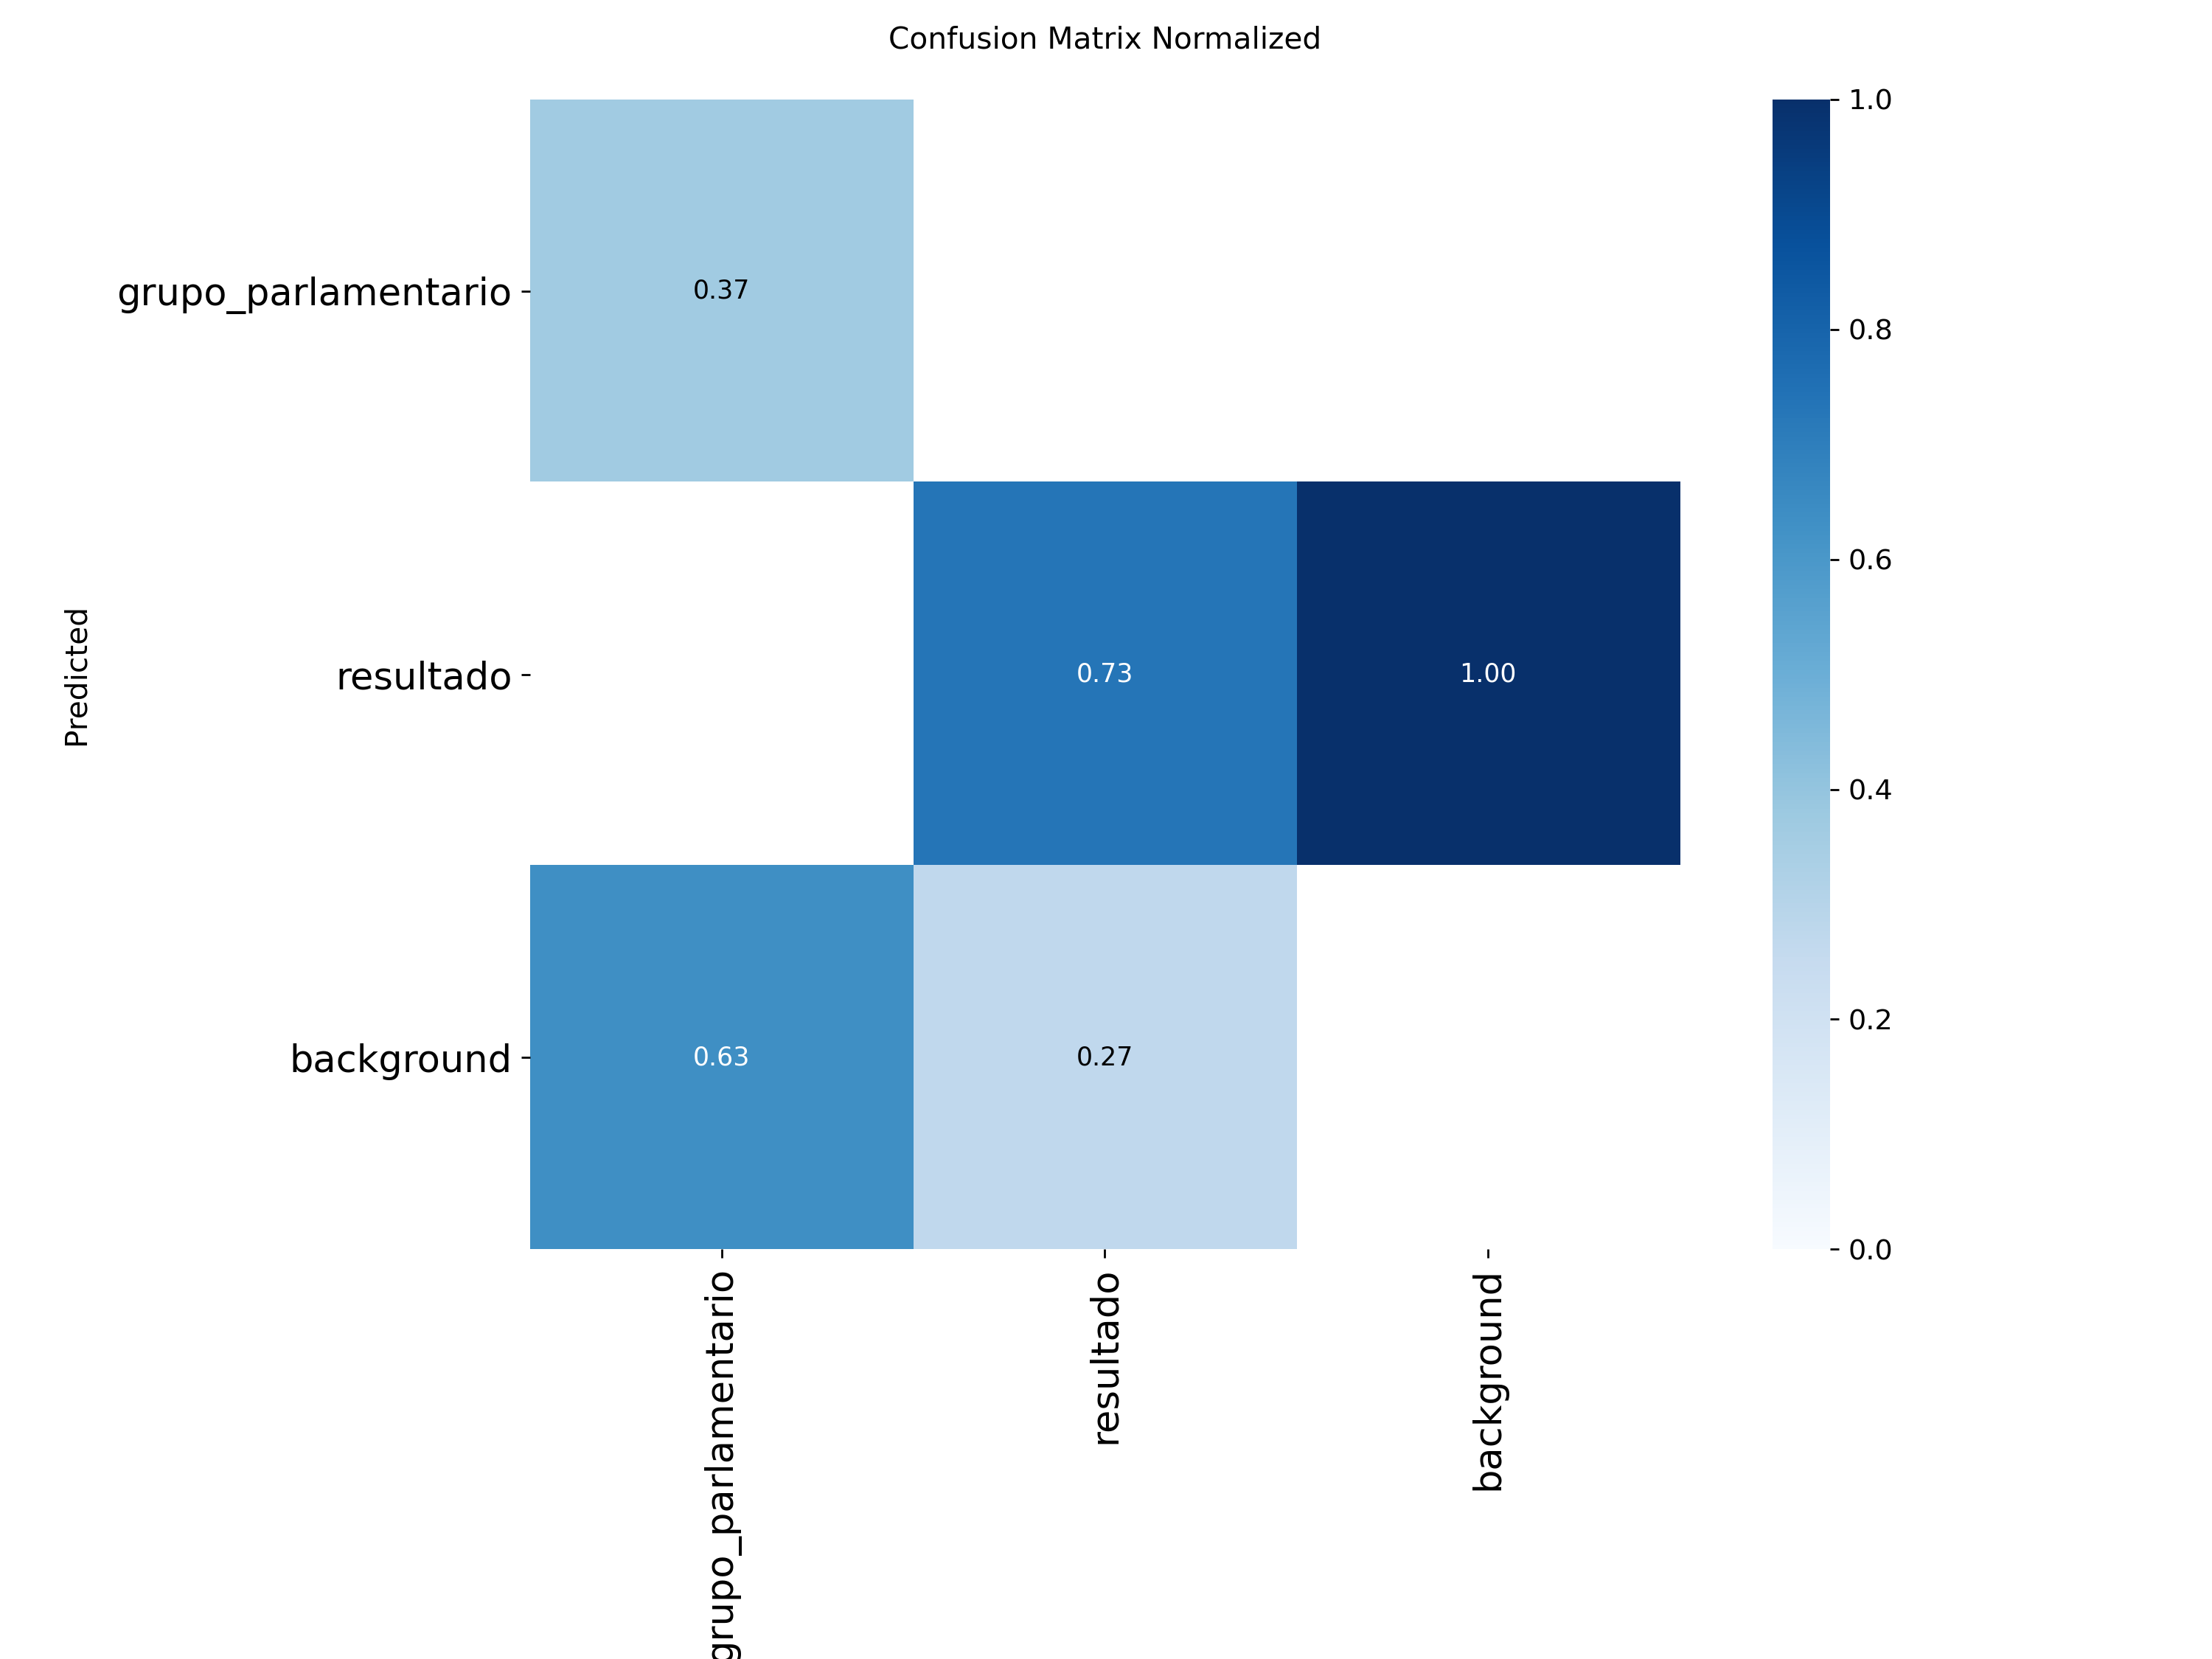 Confusion Matrix Normalized
grupo_parlamentario
resultado
background
Predicted
0.37
0.73
1.00
0.63
0.27
grupo_parlamentario
resultado
background
1.0
0.8
0.6
0.4
0.2
0.0